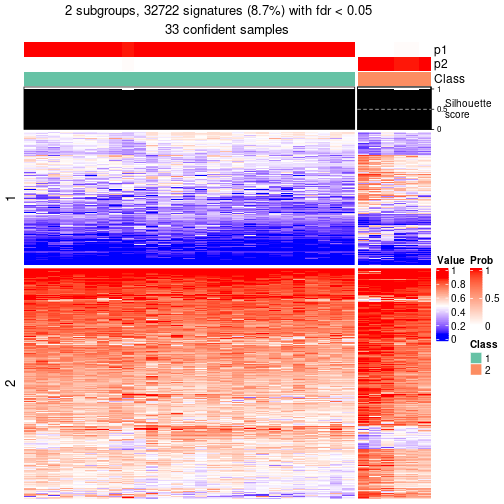 2 subgroups, 32722 signatures (8.7%) with fdr < 0.05
33 confident samples
p1
p2
Class
1
0.5
0
Silhouette
score
1
2
Value
1
0.8
0.6
0.4
0.2
0
Prob
1
0.5
0
Class
1
2